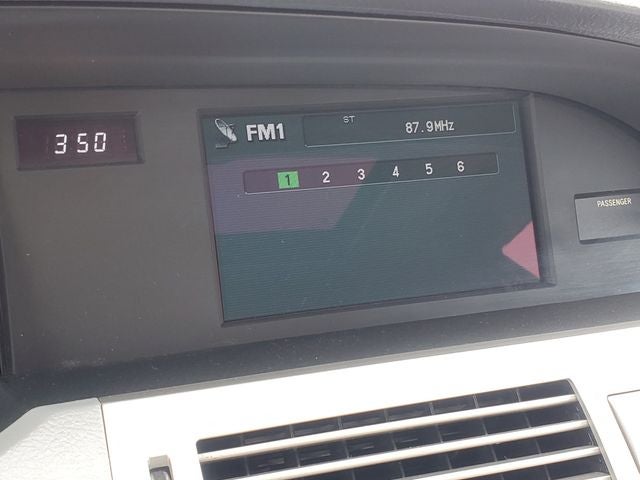 350
FM1
ST
87.9MHz
1 2 3 4 5 6
PASSENGER